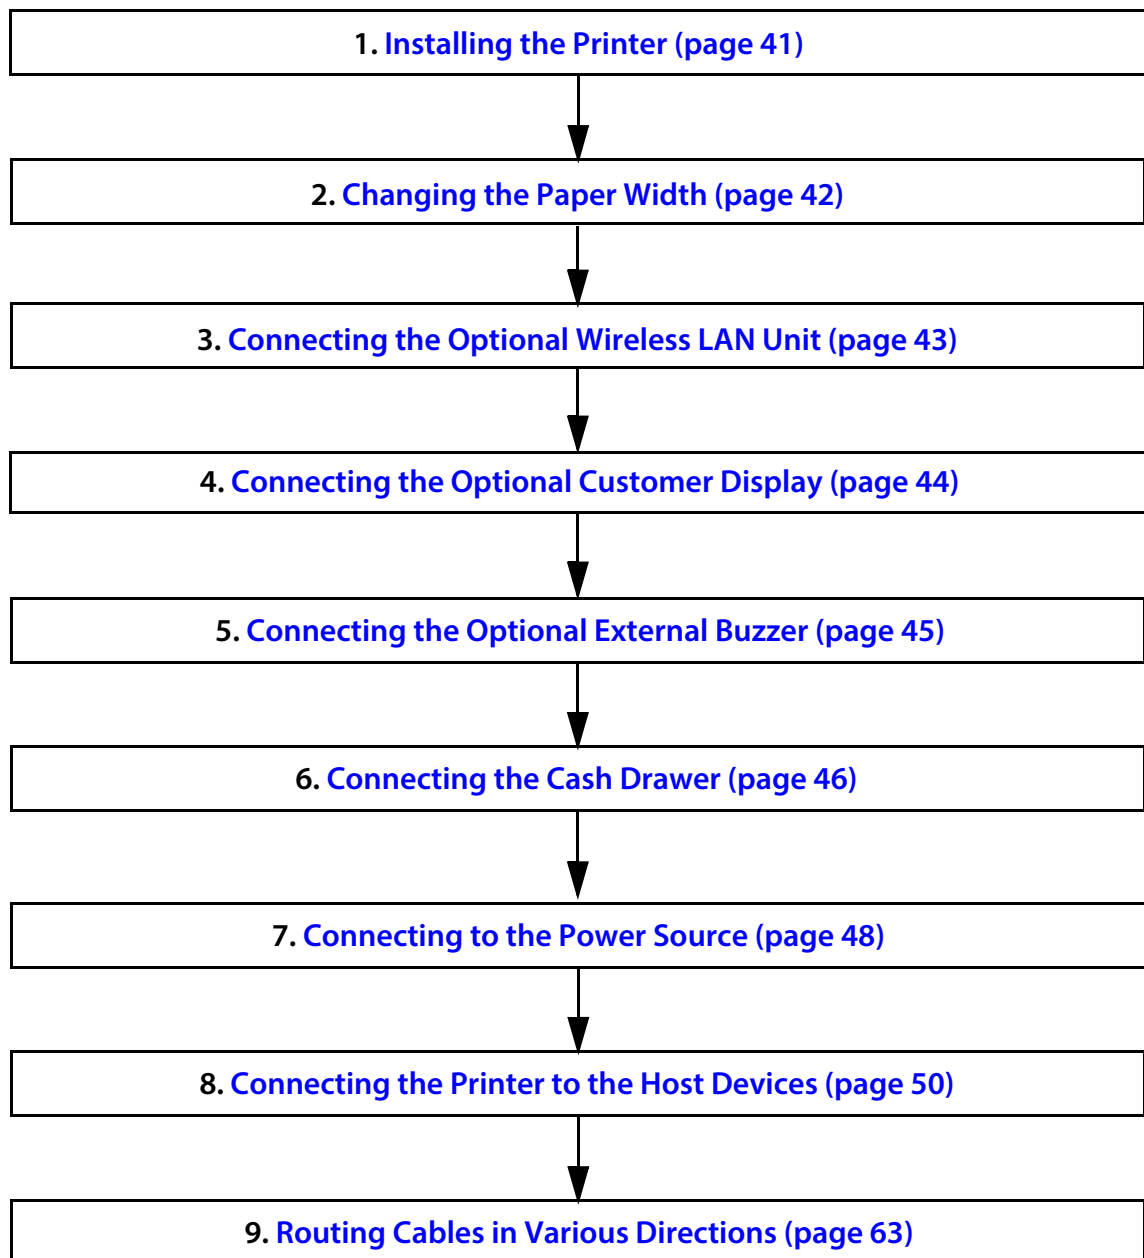 1. Installing the Printer (page 41)
2. Changing the Paper Width (page 42)
3. Connecting the Optional Wireless LAN Unit (page 43)
4. Connecting the Optional Customer Display (page 44)
5. Connecting the Optional External Buzzer (page 45)
6. Connecting the Cash Drawer (page 46)
7. Connecting to the Power Source (page 48)
8. Connecting the Printer to the Host Devices (page 50)
9. Routing Cables in Various Directions (page 63)